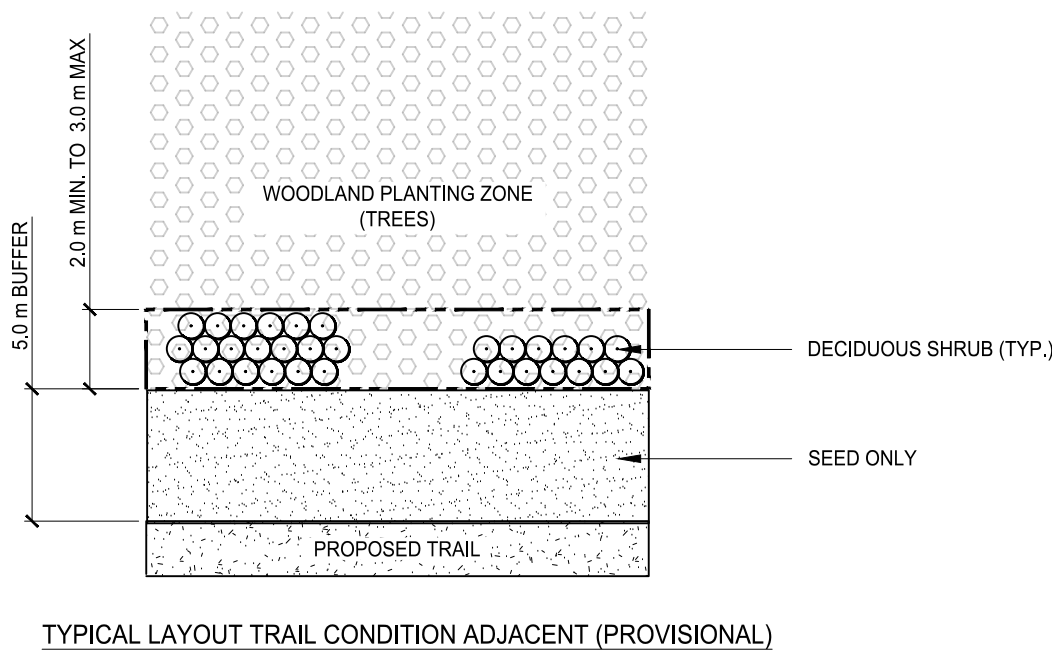 2.0 m MIN. TO 3.0 m MAX
5.0 m BUFFER
WOODLAND PLANTING ZONE
(TREES)
DECIDUOUS SHRUB (TYP.)
SEED ONLY
PROPOSED TRAIL
TYPICAL LAYOUT TRAIL CONDITION ADJACENT (PROVISIONAL)